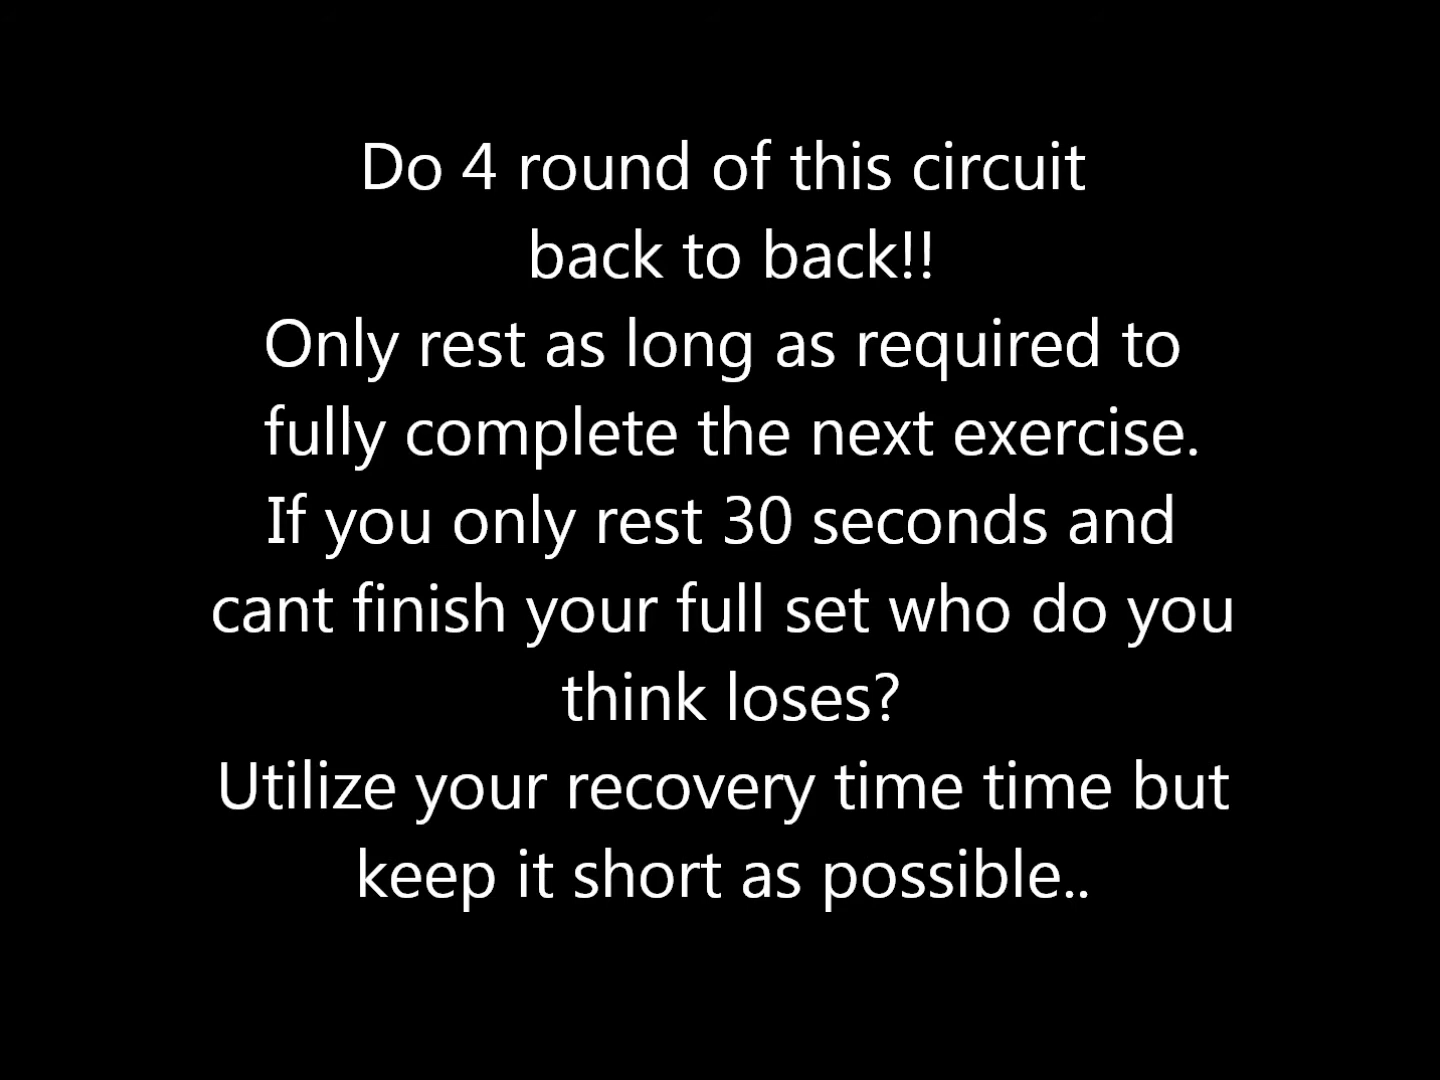 Do 4 round of this circuit
back to back!!
Only rest as long as required to
fully complete the next exercise.
If you only rest 30 seconds and
cant finish your full set who do you
think loses?
Utilize your recovery time time but
keep it short as possible..